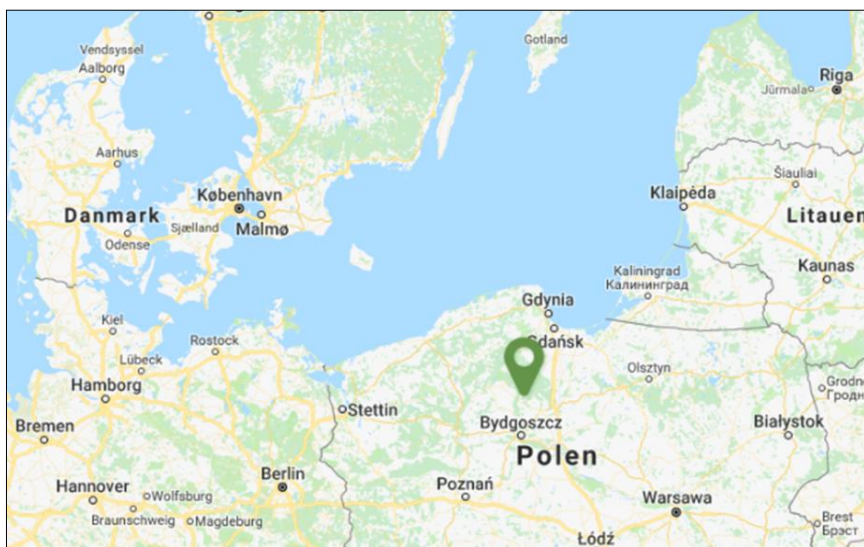 Vendsyssel
Aalborg
Gotland
Riga
Jūrmala
Aarhus
Šiauliai
København
Klaipėda
Danmark
Malmø
Sjælland
Litauen
Odense
Kaliningrad
Калининград
Kaunas
Gdynia
Kiel
Rostock
Gdańsk
Lübeck
Olsztyn
Hamborg
Grodno
Stettin
Bremen
Bydgoszcz
Białystok
Polen
Berlin
Poznań
Hannover
Wolfsburg
Warsawa
Braunschweig
Magdeburg
Brest
Брэст
Łódź